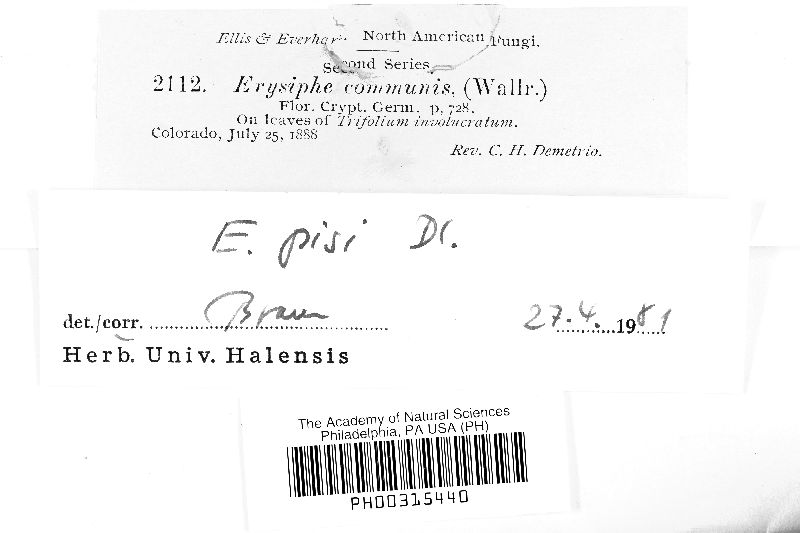 Ellis & Everhar North American Fungi.
Second Series.
2112. Erysiphe communis, (Wallr.)
Flor. Crypt. Germ. p. 728.
On leaves of Trifolium involucratum.
Colorado, July 25, 1888
Rev. C. H. Demetrio.
E. pisi DC.
det./corr. Braun 27.4. 1981
Herb. Univ. Halensis
The Academy of Natural Sciences
Philadelphia, PA USA (PH)
PH00315440